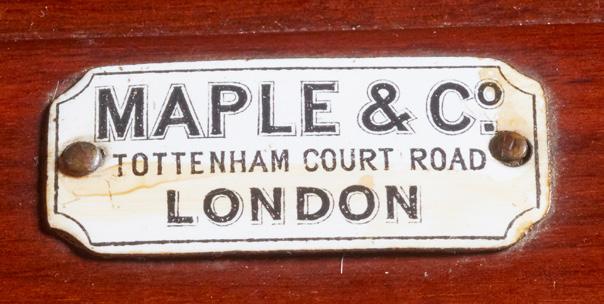 MAPLE & Cº.
TOTTENHAM COURT ROAD
LONDON